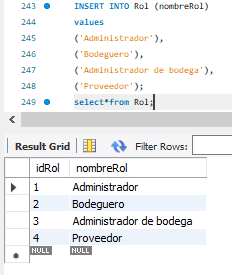 243 INSERT INTO Rol (nombreRol)
244 values
245 ('Administrador'),
246 ('Bodeguero'),
247 ('Administrador de bodega'),
248 ('Proveedor');
249 select*from Rol;
Result Grid Filter Rows:
idRol nombreRol
1 Administrador
2 Bodeguero
3 Administrador de bodega
4 Proveedor
NULL NULL